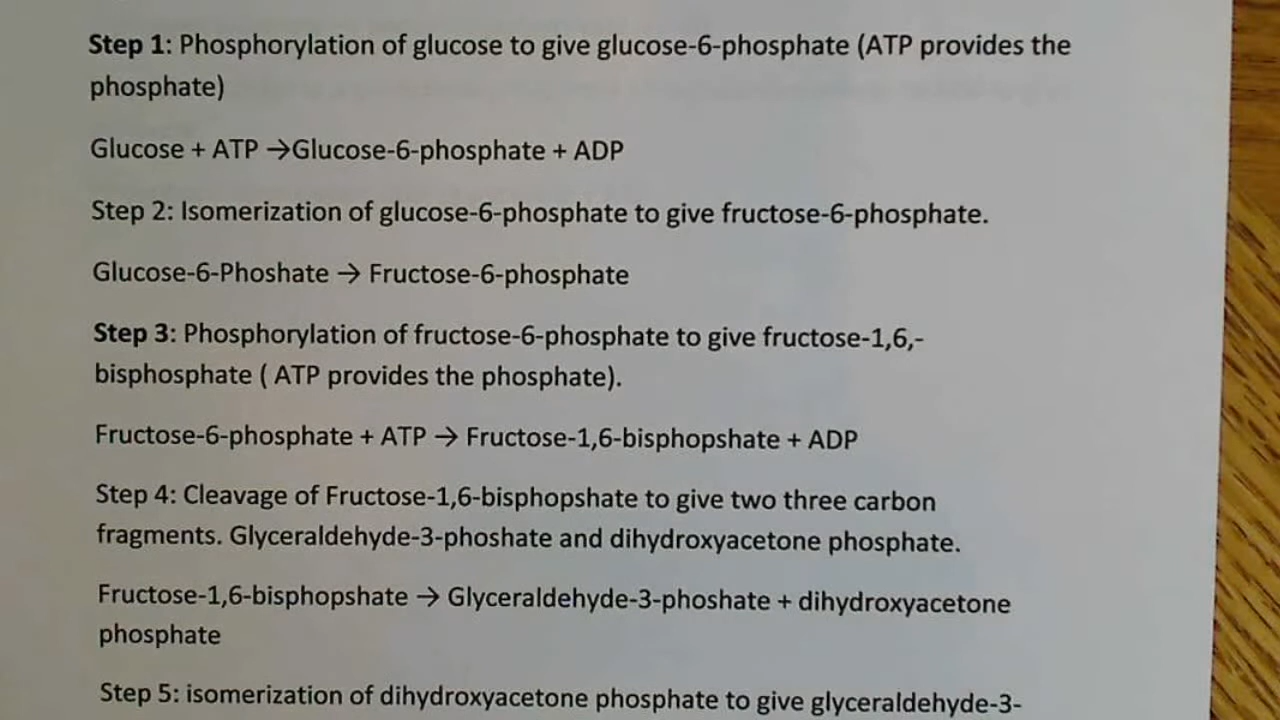 Step 1: Phosphorylation of glucose to give glucose-6-phosphate (ATP provides the
phosphate)
Glucose + ATP →Glucose-6-phosphate + ADP
Step 2: Isomerization of glucose-6-phosphate to give fructose-6-phosphate.
Glucose-6-Phoshate → Fructose-6-phosphate
Step 3: Phosphorylation of fructose-6-phosphate to give fructose-1,6,-
bisphosphate ( ATP provides the phosphate).
Fructose-6-phosphate + ATP → Fructose-1,6-bisphopshate + ADP
Step 4: Cleavage of Fructose-1,6-bisphopshate to give two three carbon
fragments. Glyceraldehyde-3-phoshate and dihydroxyacetone phosphate.
Fructose-1,6-bisphopshate → Glyceraldehyde-3-phoshate + dihydroxyacetone
phosphate
Step 5: isomerization of dihydroxyacetone phosphate to give glyceraldehyde-3-